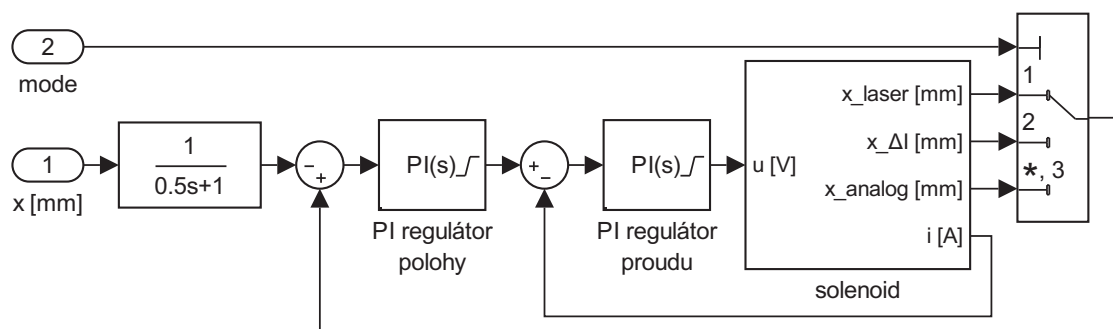 2
mode
1
x [mm]
1
0.5s+1
−
+
PI(s)
PI regulátor
polohy
+
−
PI(s)
PI regulátor
proudu
u [V]
x_laser [mm]
x_ΔI [mm]
x_analog [mm]
i [A]
solenoid
1
2
*, 3